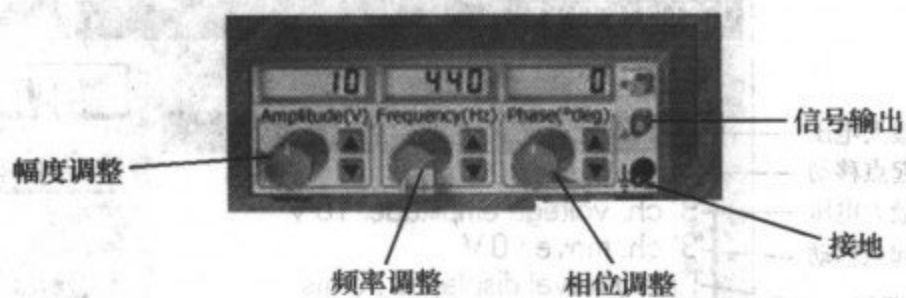 10 440 0
Amplitude(V) Frequency(Hz) Phase(°deg)
信号输出
幅度调整
接地
频率调整 相位调整